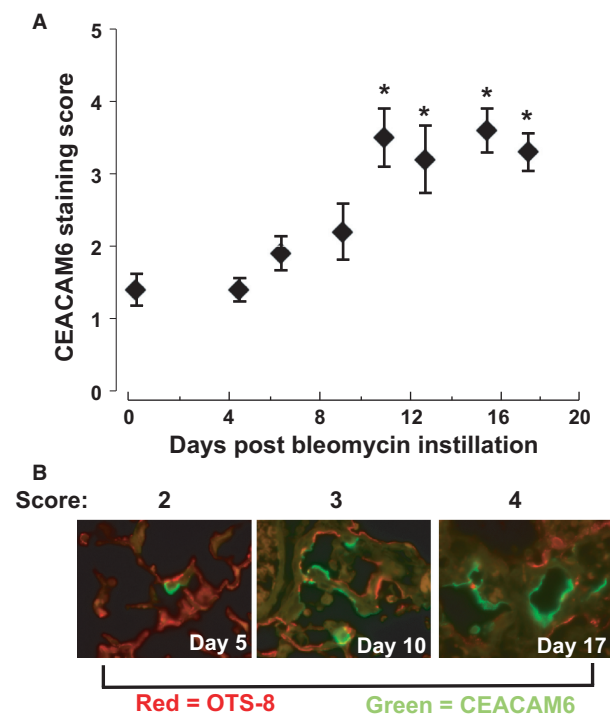 A
5
4
3
2
1
0
CEACAM6 staining score
* * * *
0 4 8 12 16 20
Days post bleomycin instillation
B
Score: 2 3 4
Day 5 Day 10 Day 17
Red = OTS-8 Green = CEACAM6